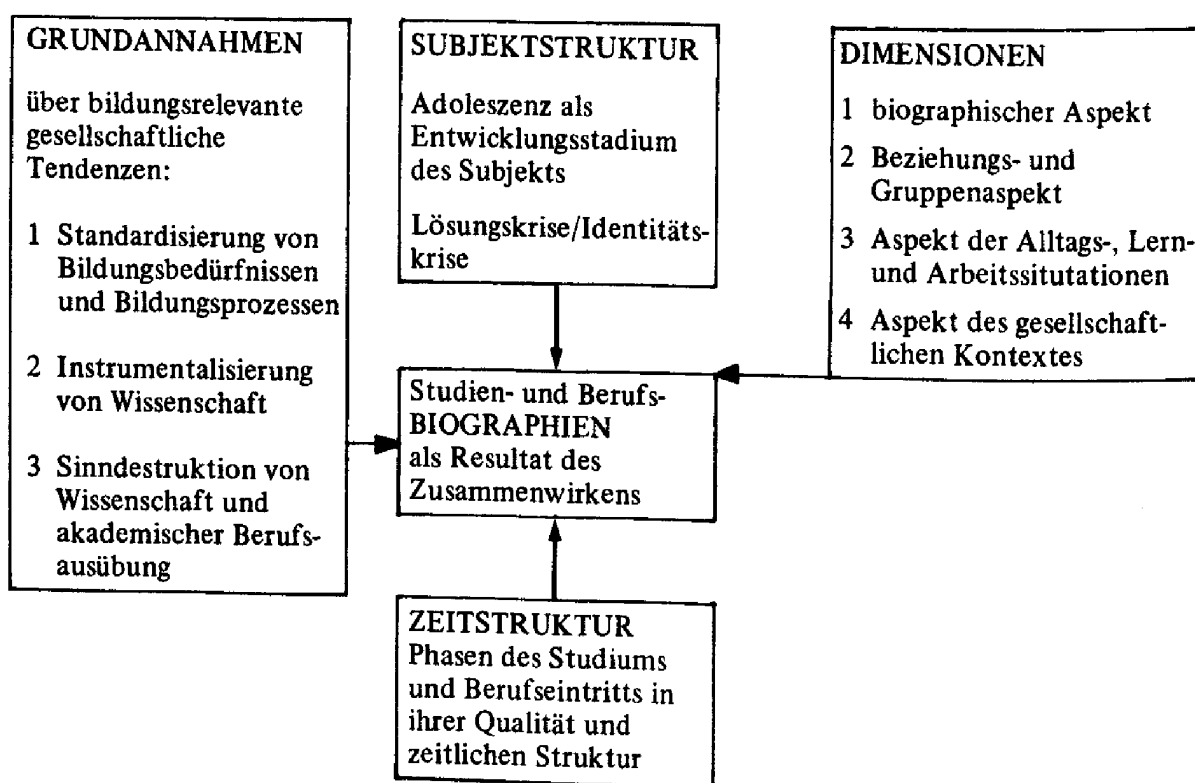 GRUNDANNAHMEN
über bildungsrelevante
gesellschaftliche
Tendenzen:
1 Standardisierung von
Bildungsbedürfnissen
und Bildungsprozessen
2 Instrumentalisierung
von Wissenschaft
3 Sinndestruktion von
Wissenschaft und
akademischer Berufs-
ausübung
SUBJEKTSTRUKTUR
Adoleszenz als
Entwicklungsstadium
des Subjekts
Lösungskrise/Identitäts-
krise
DIMENSIONEN
1 biographischer Aspekt
2 Beziehungs- und
Gruppenaspekt
3 Aspekt der Alltags-, Lern-
und Arbeitssitutationen
4 Aspekt des gesellschaft-
lichen Kontextes
Studien- und Berufs-
BIOGRAPHIEN
als Resultat des
Zusammenwirkens
ZEITSTRUKTUR
Phasen des Studiums
und Berufseintritts in
ihrer Qualität und
zeitlichen Struktur